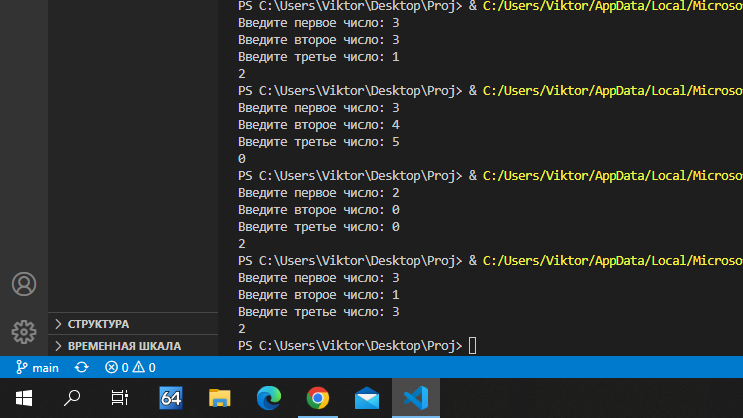 PS C:\Users\Viktor\Desktop\Proj> & C:/Users/Viktor/AppData/Local/Microso
Введите первое число: 3
Введите второе число: 3
Введите третье число: 1
2
PS C:\Users\Viktor\Desktop\Proj> & C:/Users/Viktor/AppData/Local/Microso
Введите первое число: 3
Введите второе число: 4
Введите третье число: 5
0
PS C:\Users\Viktor\Desktop\Proj> & C:/Users/Viktor/AppData/Local/Microso
Введите первое число: 2
Введите второе число: 0
Введите третье число: 0
2
PS C:\Users\Viktor\Desktop\Proj> & C:/Users/Viktor/AppData/Local/Microso
Введите первое число: 3
Введите второе число: 1
Введите третье число: 3
2
PS C:\Users\Viktor\Desktop\Proj>
СТРУКТУРА
ВРЕМЕННАЯ ШКАЛА
main 0 0
64